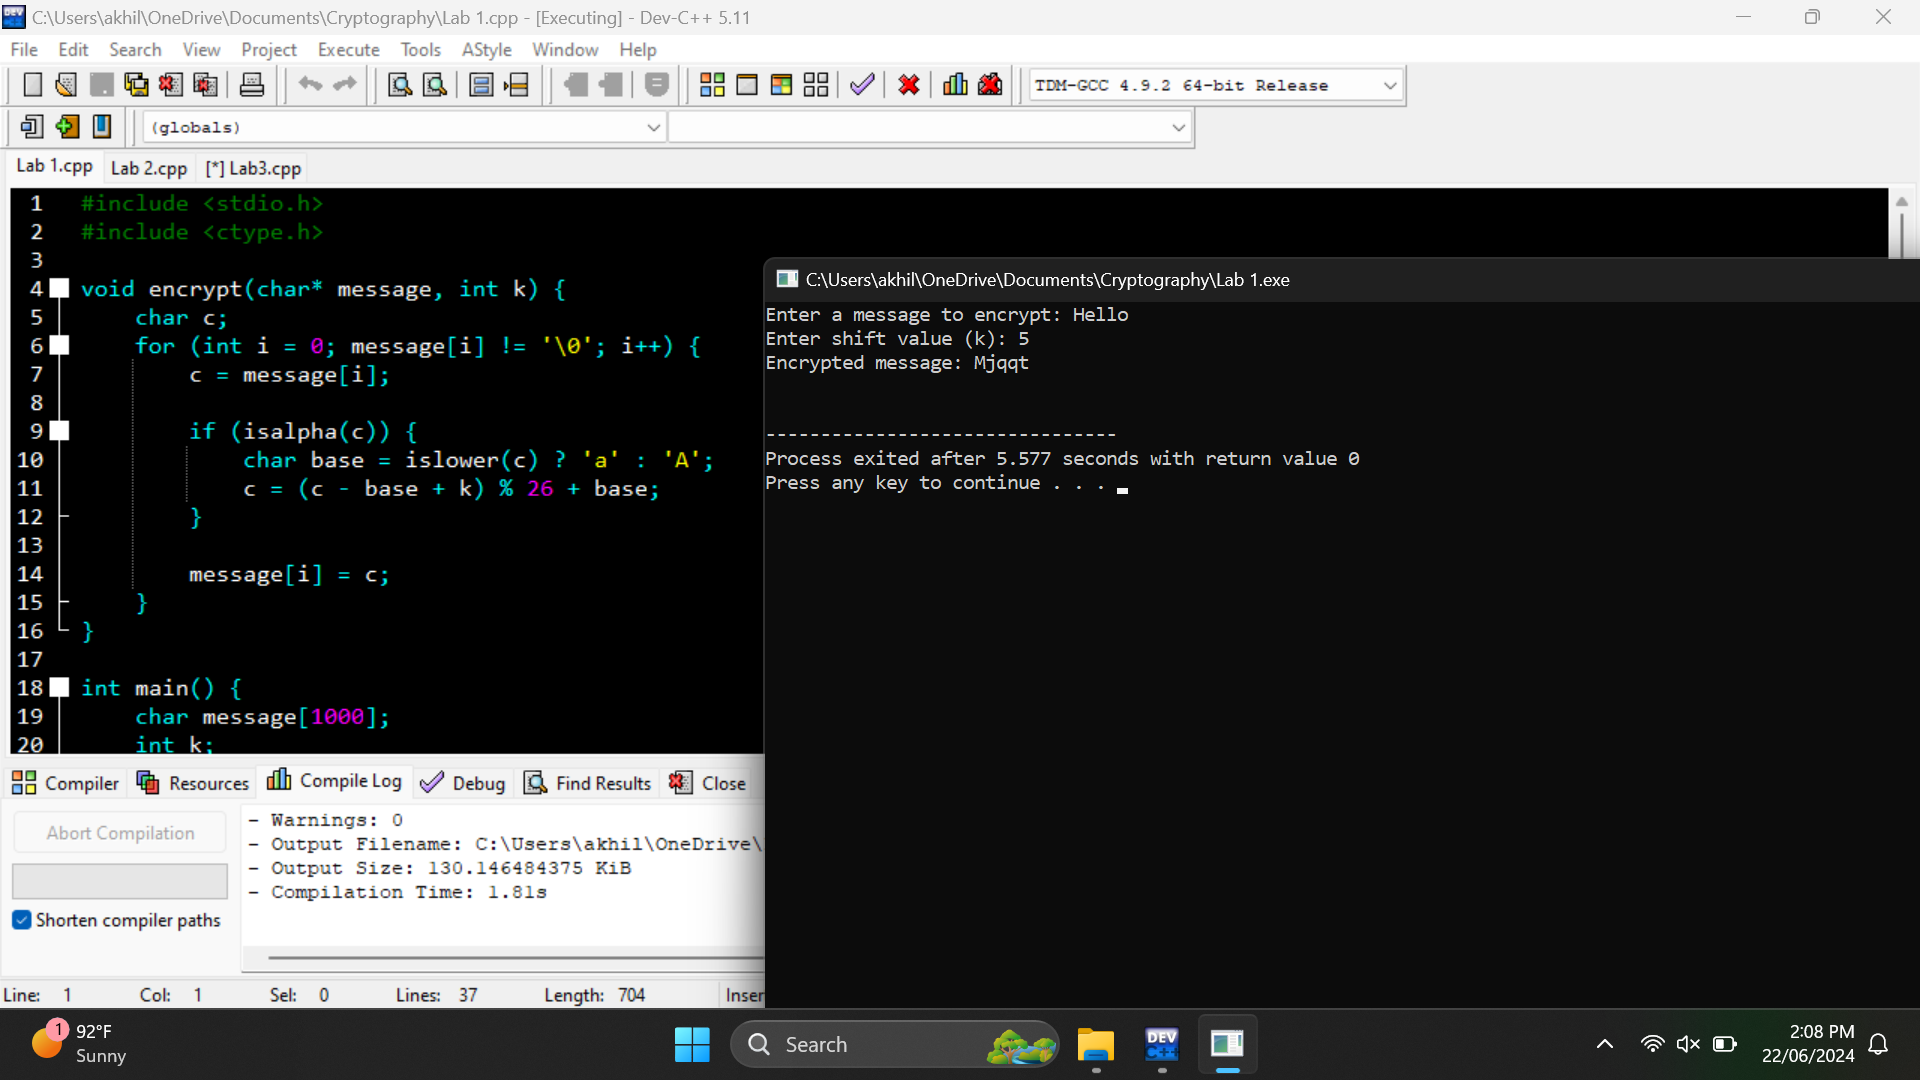 C:\Users\akhil\OneDrive\Documents\Cryptography\Lab 1.cpp - [Executing] - Dev-C++ 5.11
File Edit Search View Project Execute Tools AStyle Window Help
TDM-GCC 4.9.2 64-bit Release
(globals)
Lab 1.cpp Lab 2.cpp [*] Lab3.cpp
1 #include <stdio.h>
2 #include <ctype.h>
3
4 void encrypt(char* message, int k) {
5 char c;
6 for (int i = 0; message[i] != '\0'; i++) {
7 c = message[i];
8
9 if (isalpha(c)) {
10 char base = islower(c) ? 'a' : 'A';
11 c = (c - base + k) % 26 + base;
12 }
13
14 message[i] = c;
15 }
16 }
17
18 int main() {
19 char message[1000];
20 int k;
C:\Users\akhil\OneDrive\Documents\Cryptography\Lab 1.exe
Enter a message to encrypt: Hello
Enter shift value (k): 5
Encrypted message: Mjqqt
--------------------------------
Process exited after 5.577 seconds with return value 0
Press any key to continue . . .
Compiler Resources Compile Log Debug Find Results Close
Abort Compilation
Shorten compiler paths
- Warnings: 0
- Output Filename: C:\Users\akhil\OneDrive\
- Output Size: 130.146484375 KiB
- Compilation Time: 1.81s
Line: 1 Col: 1 Sel: 0 Lines: 37 Length: 704 Inser
1 92°F
Sunny
Search
DEV
C++
2:08 PM
22/06/2024